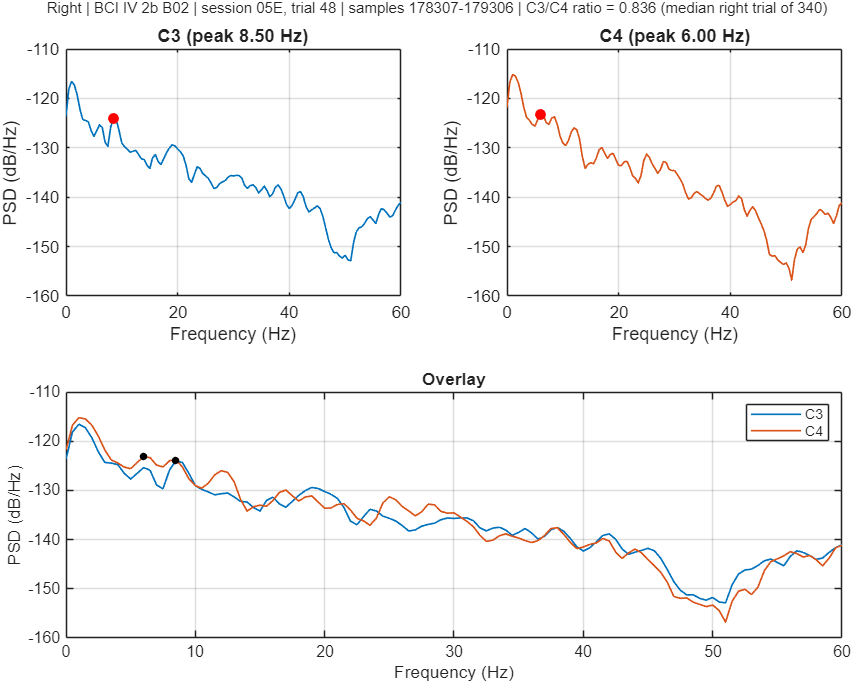 Right | BCI IV 2b B02 | session 05E, trial 48 | samples 178307-179306 | C3/C4 ratio = 0.836 (median right trial of 340)
C3 (peak 8.50 Hz)
-110
-120
-130
-140
-150
-160
PSD (dB/Hz)
0 20 40 60
Frequency (Hz)
C4 (peak 6.00 Hz)
-110
-120
-130
-140
-150
-160
PSD (dB/Hz)
0 20 40 60
Frequency (Hz)
Overlay
C3
C4
-110
-120
-130
-140
-150
-160
PSD (dB/Hz)
0 10 20 30 40 50 60
Frequency (Hz)